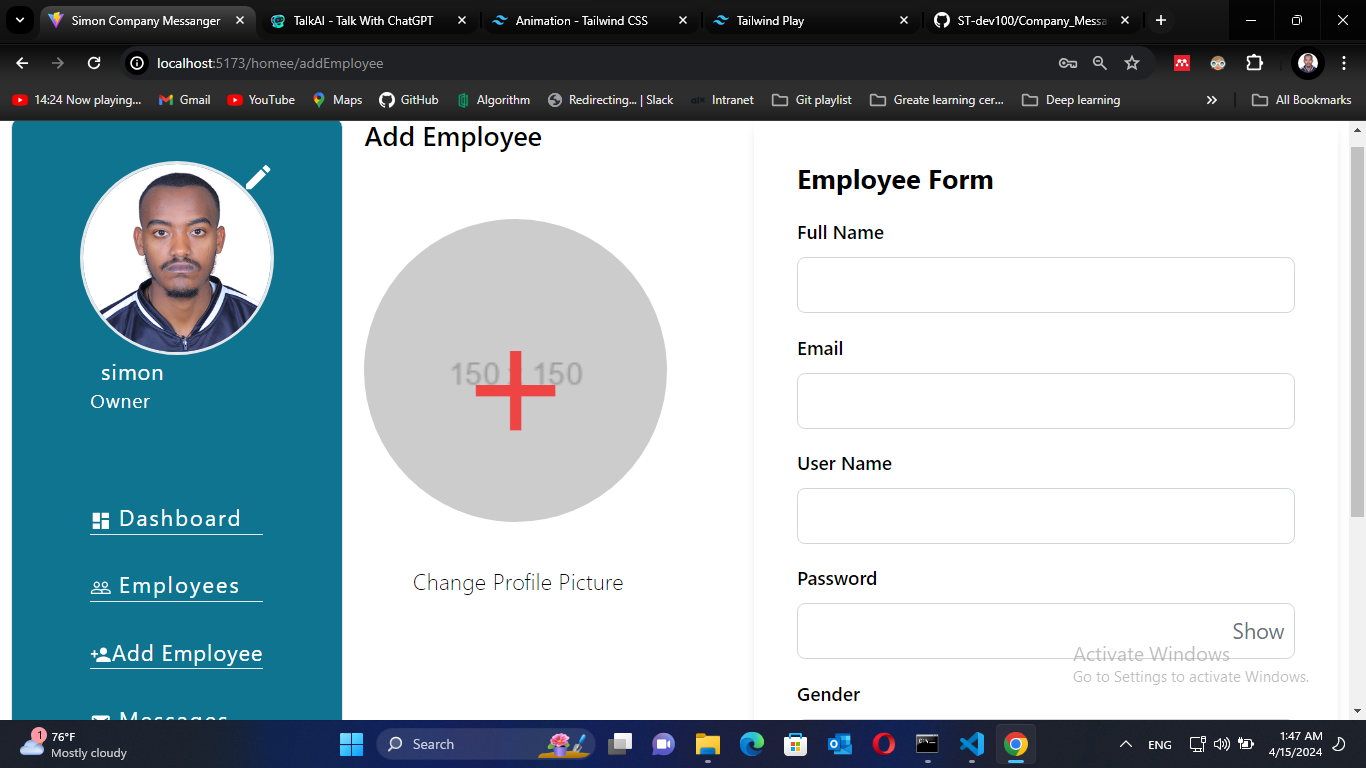 Simon Company Messanger
TalkAI - Talk With ChatGPT
Animation - Tailwind CSS
Tailwind Play
ST-dev100/Company_Messa
localhost:5173/homee/addEmployee
14:24 Now playing...
Gmail
YouTube
Maps
GitHub
Algorithm
Redirecting... | Slack
Intranet
Git playlist
Greate learning cer...
Deep learning
All Bookmarks
simon
Owner
Dashboard
Employees
Add Employee
Messages
Add Employee
150 150
Change Profile Picture
Employee Form
Full Name
Email
User Name
Password
Show
Gender
Activate Windows
Go to Settings to activate Windows.
1
76°F
Mostly cloudy
Search
ENG
1:47 AM
4/15/2024